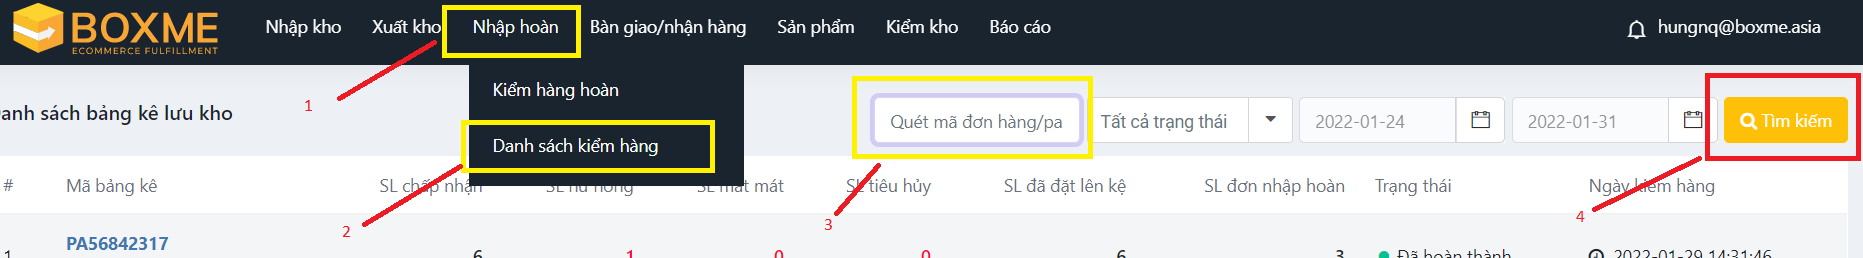 BOXME
ECOMMERCE FULFILLMENT
Nhập kho Xuất kho Nhập hoàn Bàn giao/nhận hàng Sản phẩm Kiểm kho Báo cáo hungnq@boxme.asia
1
Kiểm hàng hoàn
Danh sách kiểm hàng
2
anh sách bảng kê lưu kho
Quét mã đơn hàng/pa
Tất cả trạng thái
2022-01-24
2022-01-31
Tìm kiếm
3
4
# Mã bảng kê SL chấp nhận SL hư hỏng SL mất mát SL tiêu hủy SL đã đặt lên kệ SL đơn nhập hoàn Trạng thái Ngày kiểm hàng
1 PA56842317 6 1 0 0 6 3 Đã hoàn thành 2022-01-29 14:31:46